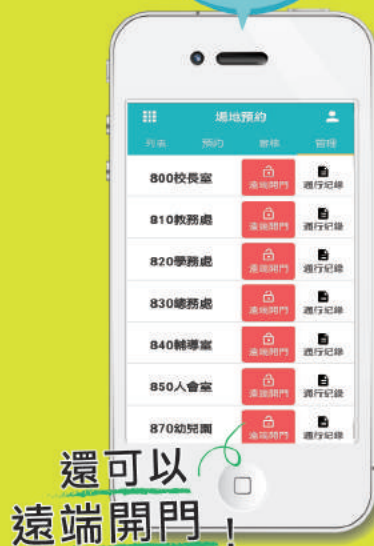 場地預約
列表 預約 審核 管理
800校長室 遠端開門 通行紀錄
810教務處 遠端開門 通行紀錄
820學務處 遠端開門 通行紀錄
830總務處 遠端開門 通行紀錄
840輔導室 遠端開門 通行紀錄
850人會室 遠端開門 通行紀錄
870幼兒園 遠端開門 通行紀錄
還可以
遠端開門！